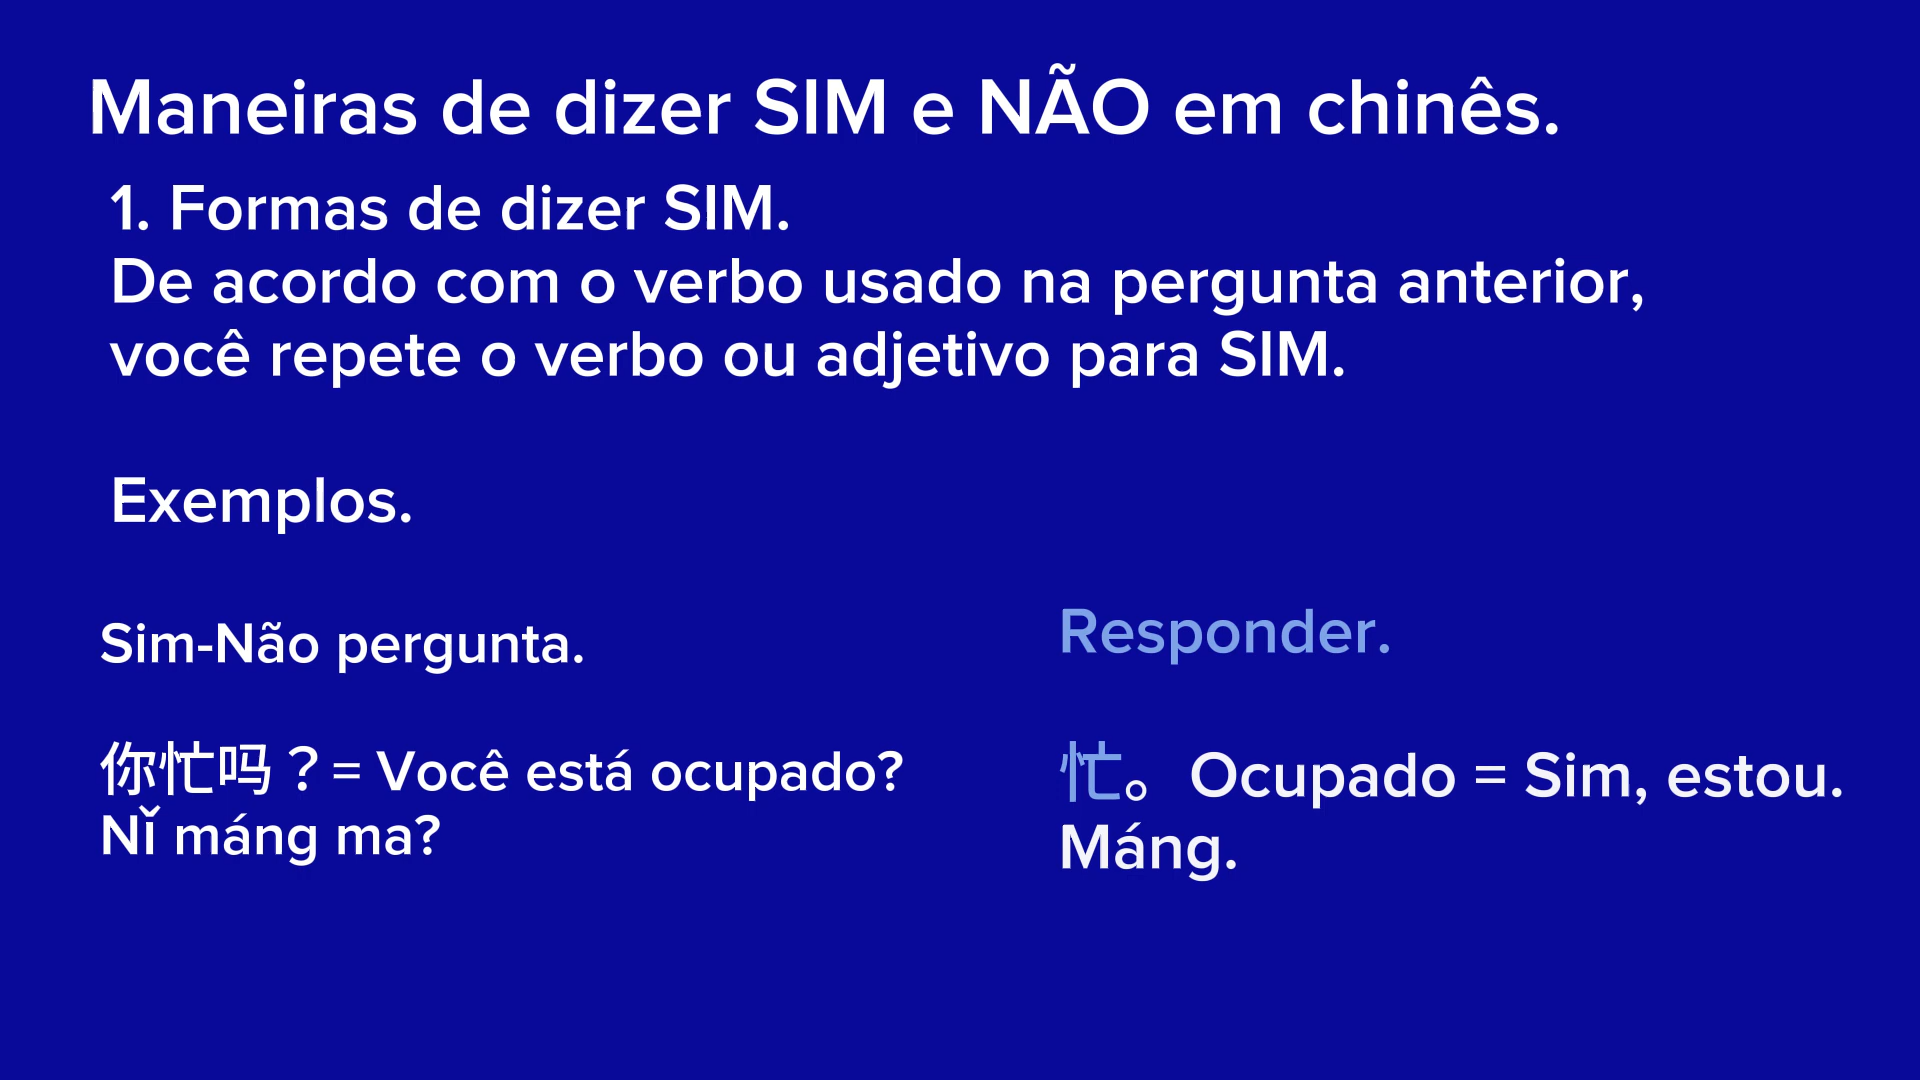 Maneiras de dizer SIM e NÃO em chinês.
1. Formas de dizer SIM.
De acordo com o verbo usado na pergunta anterior,
você repete o verbo ou adjetivo para SIM.
Exemplos.
Sim-Não pergunta.
你忙吗？= Você está ocupado?
Nǐ máng ma?
Responder.
忙。Ocupado = Sim, estou.
Máng.